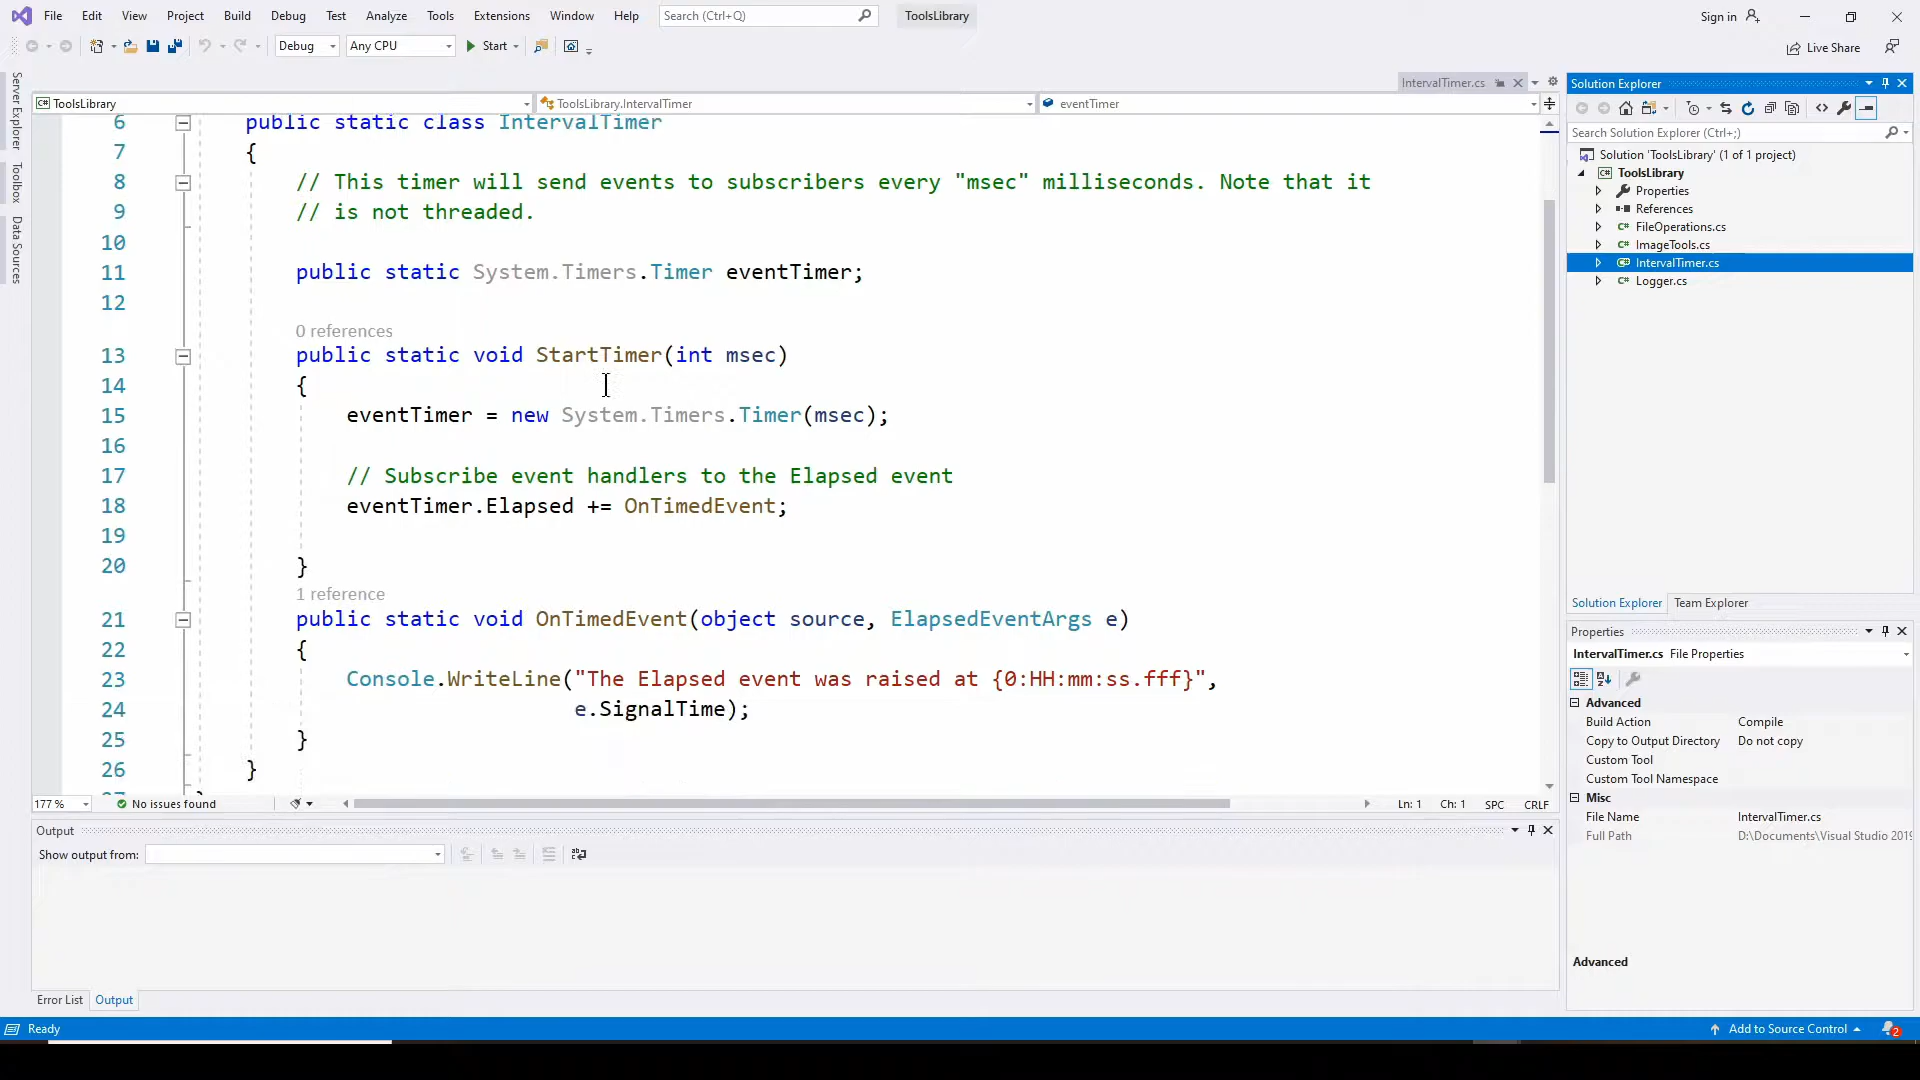 File Edit View Project Build Debug Test Analyze Tools Extensions Window Help Search (Ctrl+Q) ToolsLibrary Sign in
Debug Any CPU Start Live Share
Server Explorer
Toolbox
Data Sources
IntervalTimer.cs
ToolsLibrary ToolsLibrary.IntervalTimer eventTimer
6 public static class IntervalTimer
7 {
8 // This timer will send events to subscribers every "msec" milliseconds. Note that it
9 // is not threaded.
10
11 public static System.Timers.Timer eventTimer;
12
0 references
13 public static void StartTimer(int msec)
14 {
15 eventTimer = new System.Timers.Timer(msec);
16
17 // Subscribe event handlers to the Elapsed event
18 eventTimer.Elapsed += OnTimedEvent;
19
20 }
1 reference
21 public static void OnTimedEvent(object source, ElapsedEventArgs e)
22 {
23 Console.WriteLine("The Elapsed event was raised at {0:HH:mm:ss.fff}",
24 e.SignalTime);
25 }
26 }
177 % No issues found Ln: 1 Ch: 1 SPC CRLF
Output
Show output from:
Error List Output
Solution Explorer
Search Solution Explorer (Ctrl+;)
Solution 'ToolsLibrary' (1 of 1 project)
C# ToolsLibrary
Properties
References
C# FileOperations.cs
C# ImageTools.cs
C# IntervalTimer.cs
C# Logger.cs
Solution Explorer Team Explorer
Properties
IntervalTimer.cs File Properties
Advanced
Build Action Compile
Copy to Output Directory Do not copy
Custom Tool
Custom Tool Namespace
Misc
File Name IntervalTimer.cs
Full Path D:\Documents\Visual Studio 2019
Advanced
Ready Add to Source Control 2